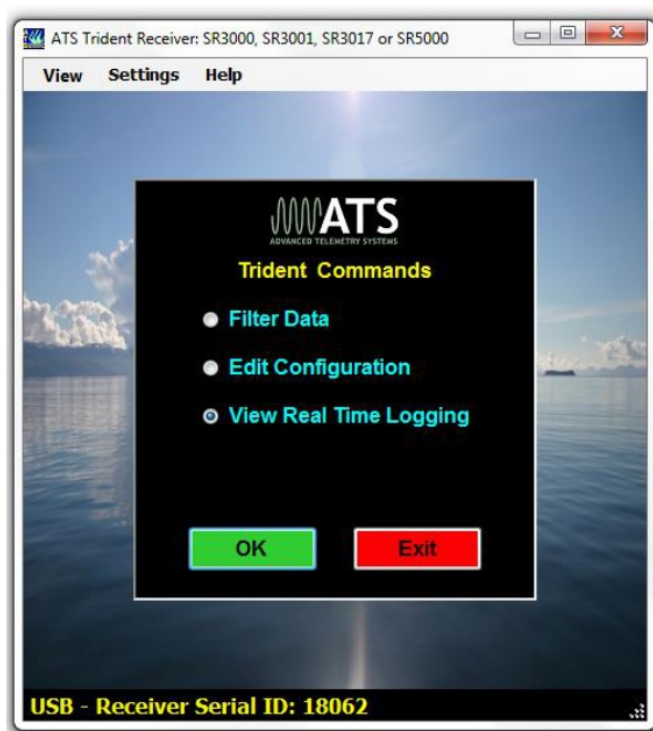 ATS Trident Receiver: SR3000, SR3001, SR3017 or SR5000
View Settings Help
ATS
ADVANCED TELEMETRY SYSTEMS
Trident Commands
Filter Data
Edit Configuration
View Real Time Logging
OK Exit
USB - Receiver Serial ID: 18062